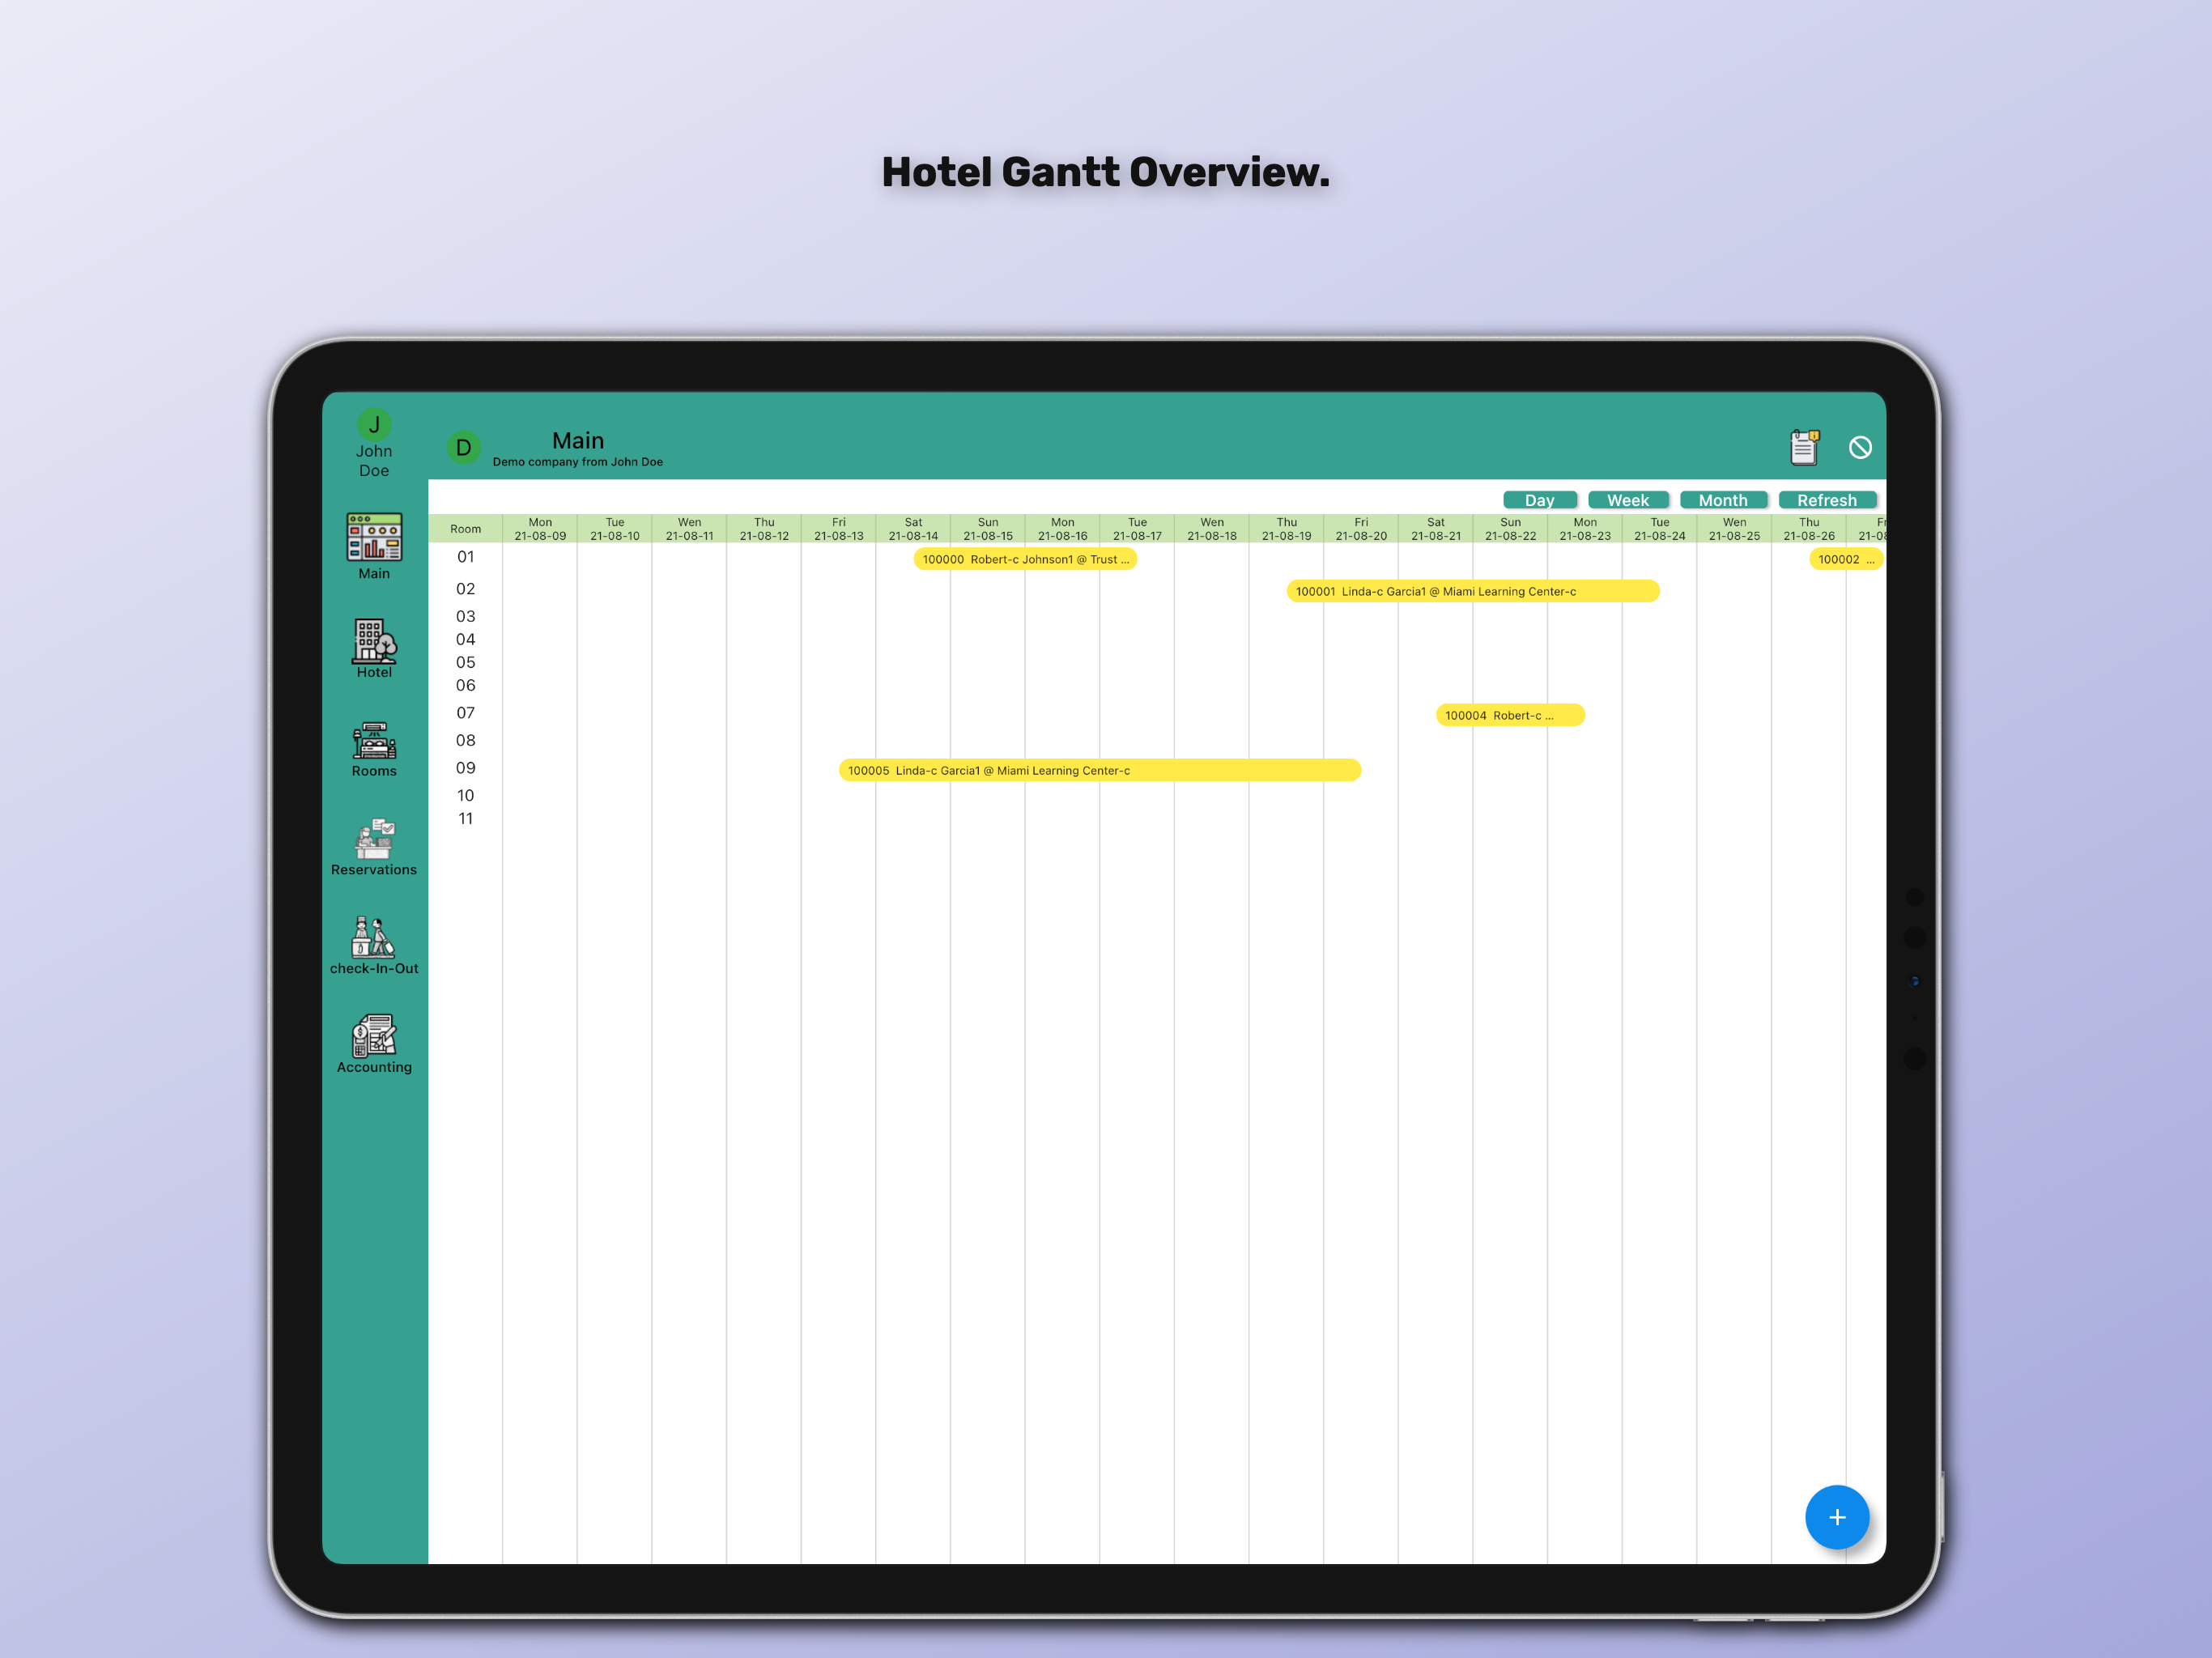 Hotel Gantt Overview.
J
John
Doe
D
Main
Demo company from John Doe
Day Week Month Refresh
Room
Mon Tue Wen Thu Fri Sat Sun Mon Tue Wen Thu Fri Sat Sun Mon Tue Wen Thu
21-08-09 21-08-10 21-08-11 21-08-12 21-08-13 21-08-14 21-08-15 21-08-16 21-08-17 21-08-18 21-08-19 21-08-20 21-08-21 21-08-22 21-08-23 21-08-24 21-08-25 21-08-26
01 100000 Robert-c Johnson1 @ Trust ... 100002 ...
02 100001 Linda-c Garcia1 @ Miami Learning Center-c
03
04
05
06
07 100004 Robert-c ...
08
09 100005 Linda-c Garcia1 @ Miami Learning Center-c
10
11
Main
Hotel
Rooms
Reservations
check-In-Out
Accounting
+